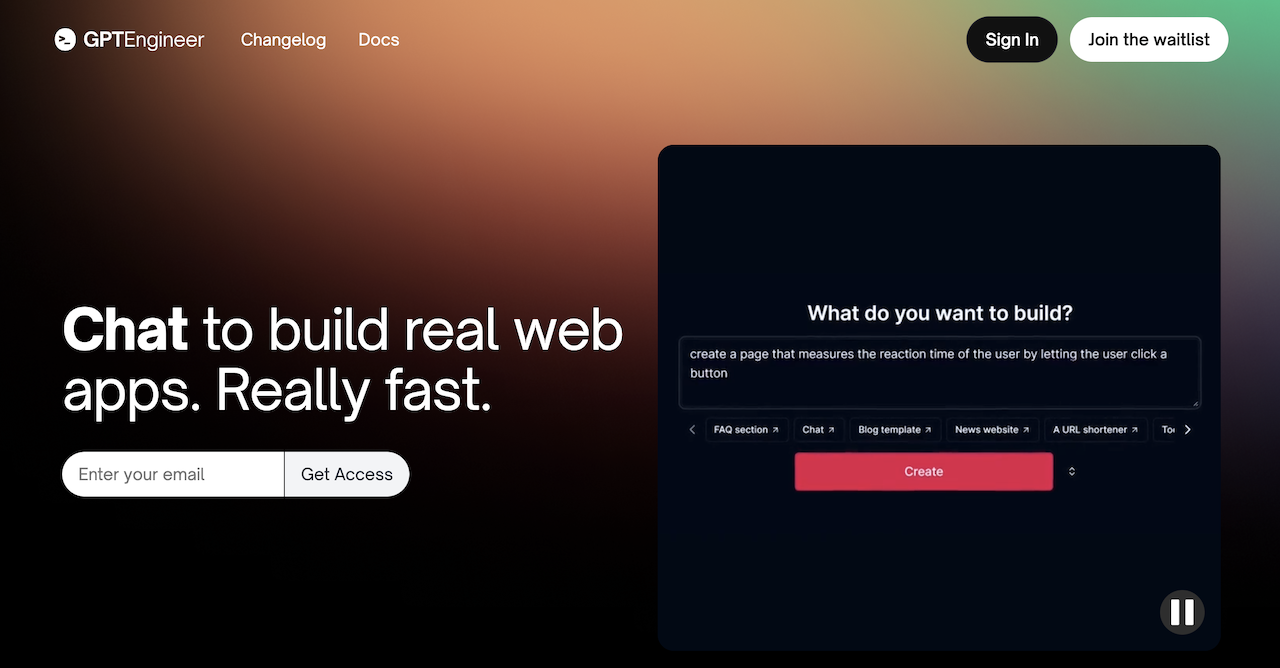 GPTEngineer Changelog Docs Sign In Join the waitlist
Chat to build real web
apps. Really fast.
Enter your email Get Access
What do you want to build?
create a page that measures the reaction time of the user by letting the user click a
button
FAQ section Chat Blog template News website A URL shortener
Create